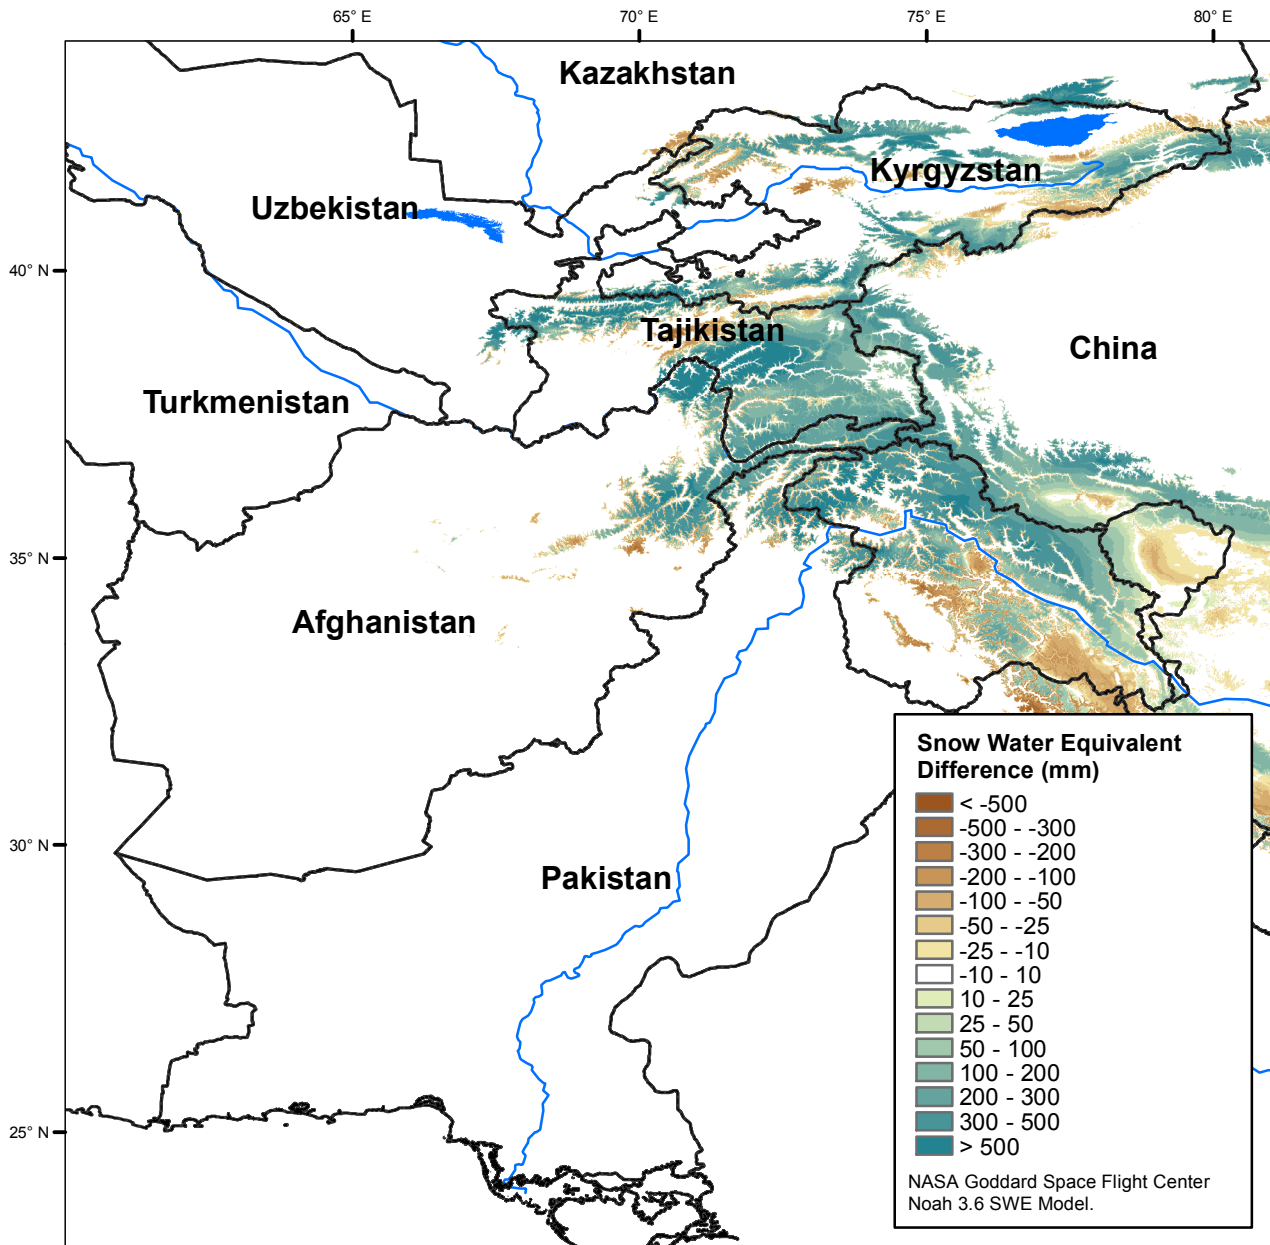 65° E
70° E
75° E
80° E
Kazakhstan
Kyrgyzstan
Uzbekistan
40° N
Tajikistan
China
Turkmenistan
35° N
Afghanistan
Snow Water Equivalent
Difference (mm)
< -500
-500 - -300
-300 - -200
-200 - -100
-100 - -50
-50 - -25
-25 - -10
-10 - 10
10 - 25
25 - 50
50 - 100
100 - 200
200 - 300
300 - 500
> 500
30° N
Pakistan
25° N
NASA Goddard Space Flight Center
Noah 3.6 SWE Model.